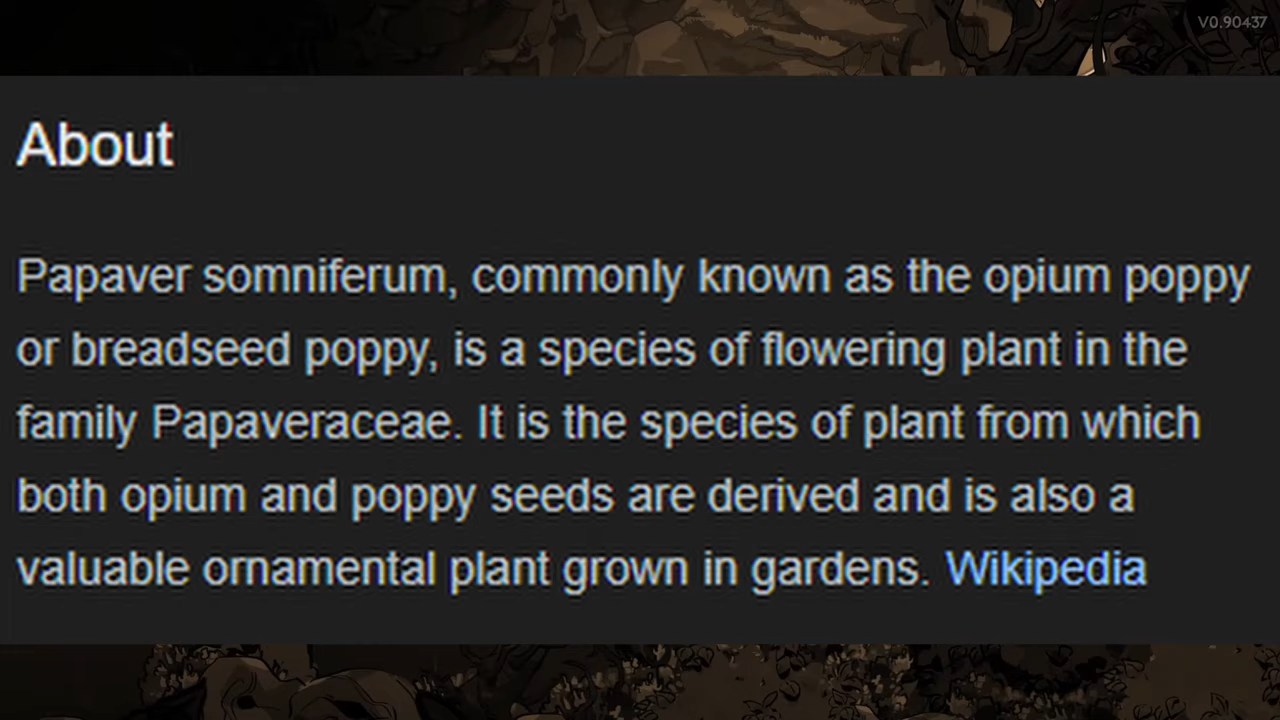 V0.90437
About
Papaver somniferum, commonly known as the opium poppy
or breadseed poppy, is a species of flowering plant in the
family Papaveraceae. It is the species of plant from which
both opium and poppy seeds are derived and is also a
valuable ornamental plant grown in gardens. Wikipedia